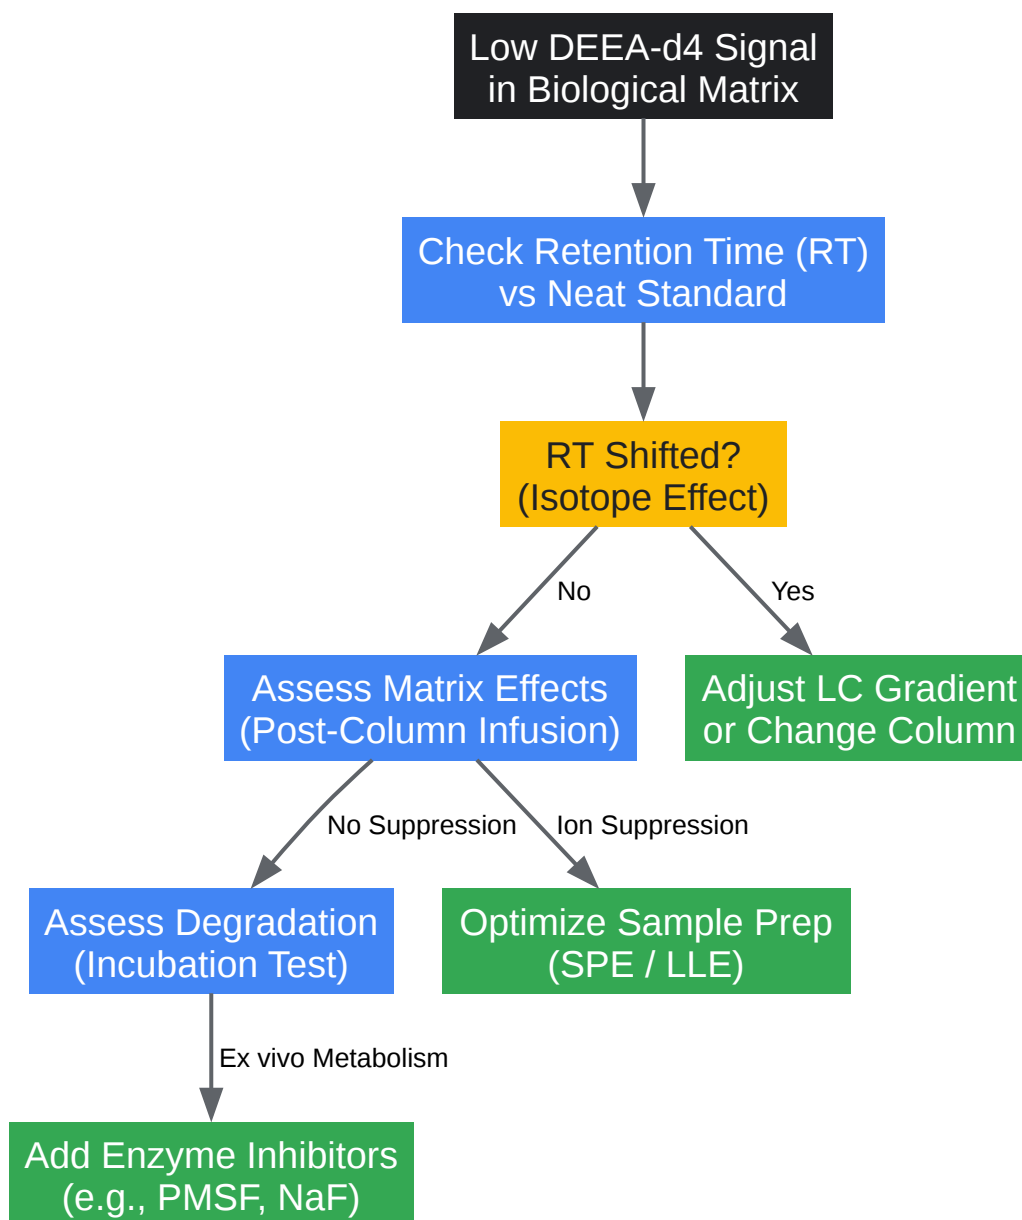 Low DEEA-d4 Signal
in Biological Matrix
Check Retention Time (RT)
vs Neat Standard
RT Shifted?
(Isotope Effect)
No
Yes
Assess Matrix Effects
(Post-Column Infusion)
Adjust LC Gradient
or Change Column
No Suppression
Ion Suppression
Assess Degradation
(Incubation Test)
Optimize Sample Prep
(SPE / LLE)
Ex vivo Metabolism
Add Enzyme Inhibitors
(e.g., PMSF, NaF)